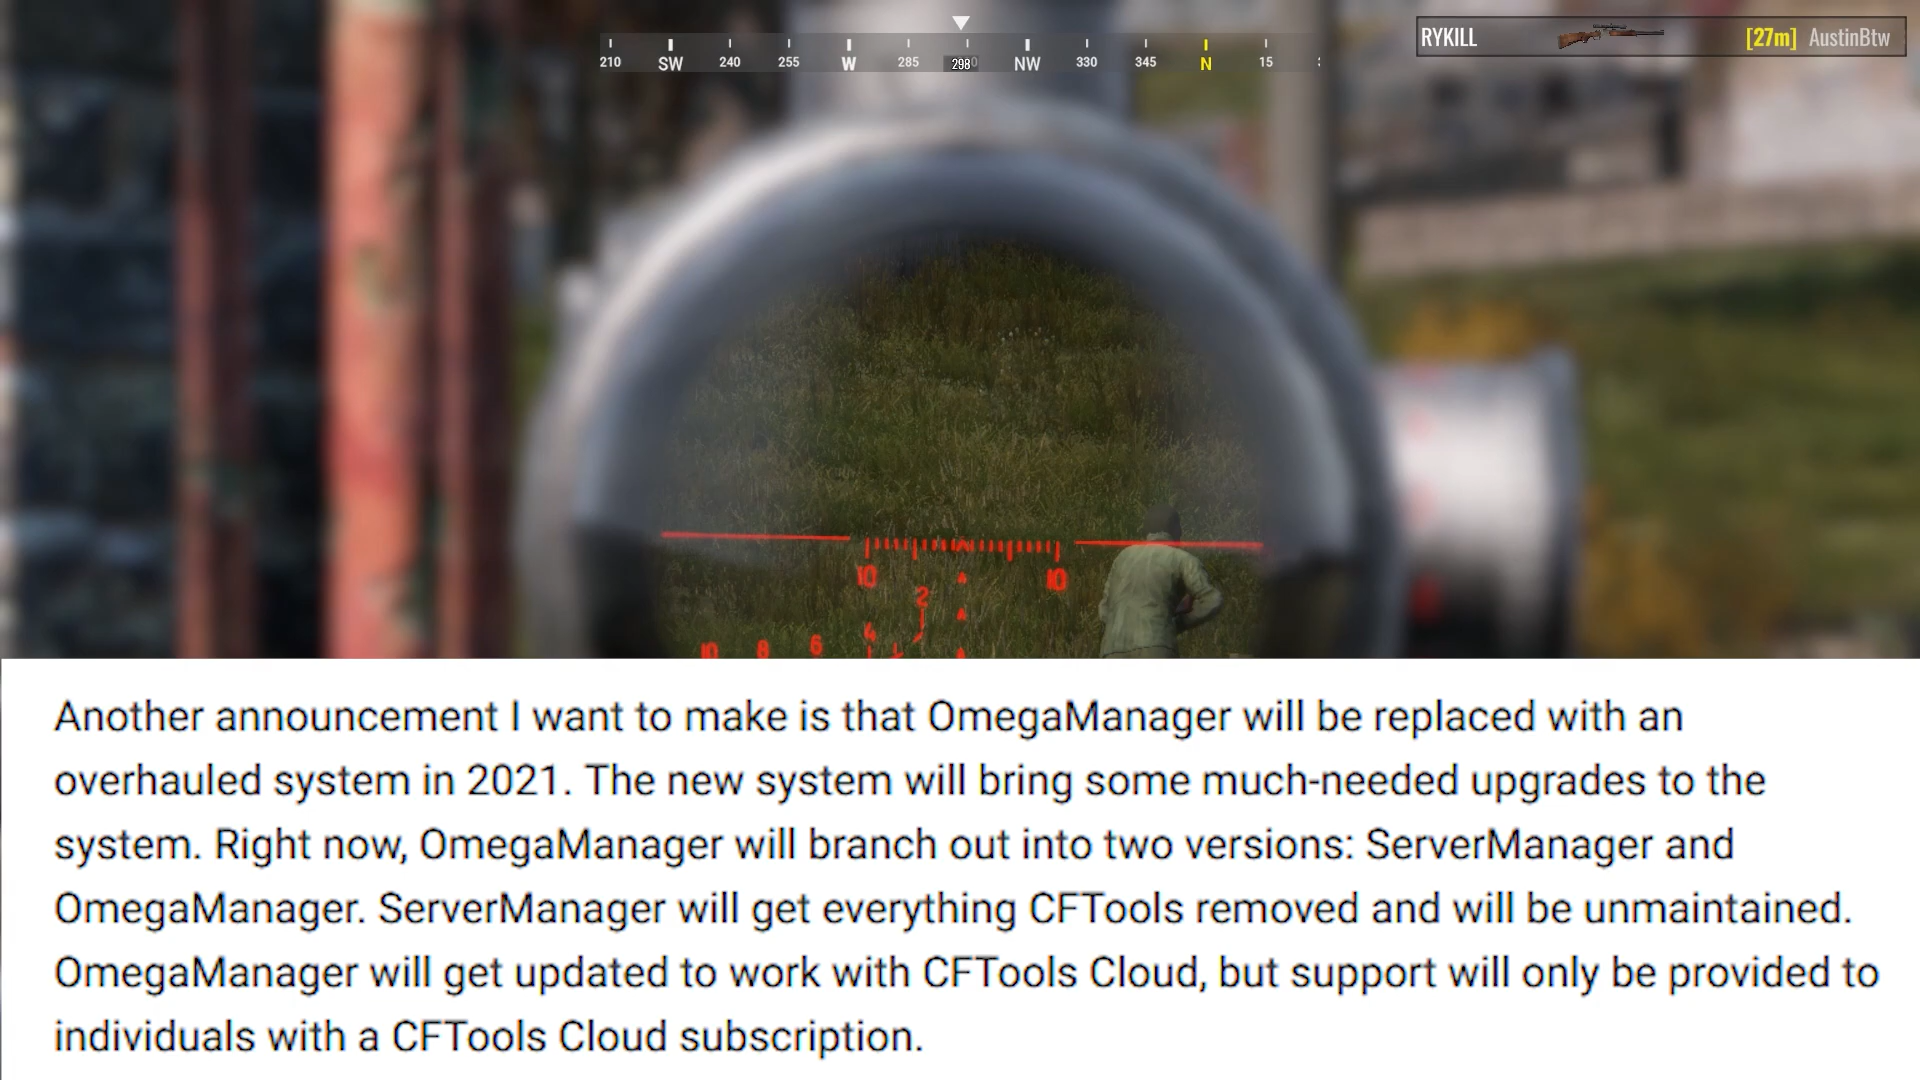 210 SW 240 255 W 285 298 NW 330 345 N 15
RYKILL [27m] AustinBtw
10 10
2
10 8 6 4
Another announcement I want to make is that OmegaManager will be replaced with an
overhauled system in 2021. The new system will bring some much-needed upgrades to the
system. Right now, OmegaManager will branch out into two versions: ServerManager and
OmegaManager. ServerManager will get everything CFTools removed and will be unmaintained.
OmegaManager will get updated to work with CFTools Cloud, but support will only be provided to
individuals with a CFTools Cloud subscription.